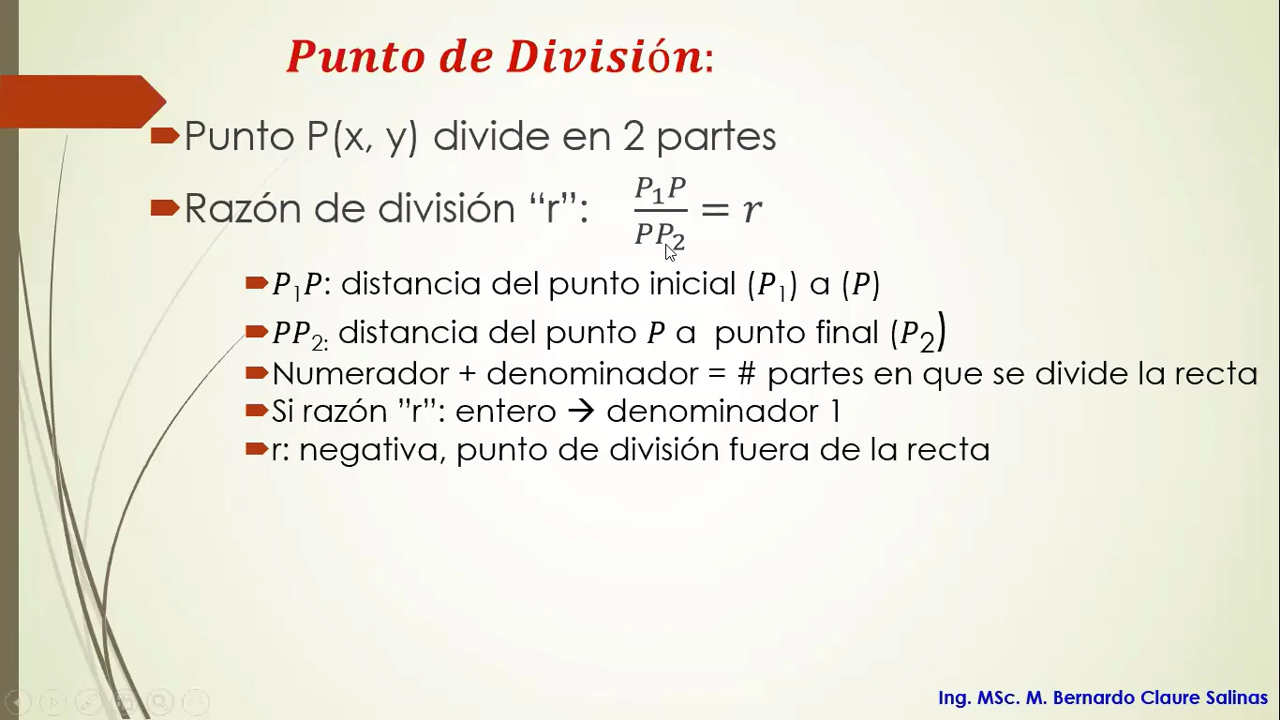 Punto de División:
Punto P(x, y) divide en 2 partes
Razón de división “r”: P₁P / PP₂ = r
P₁P: distancia del punto inicial (P₁) a (P)
PP₂: distancia del punto P a punto final (P₂)
Numerador + denominador = # partes en que se divide la recta
Si razón ”r”: entero → denominador 1
r: negativa, punto de división fuera de la recta
Ing. MSc. M. Bernardo Claure Salinas